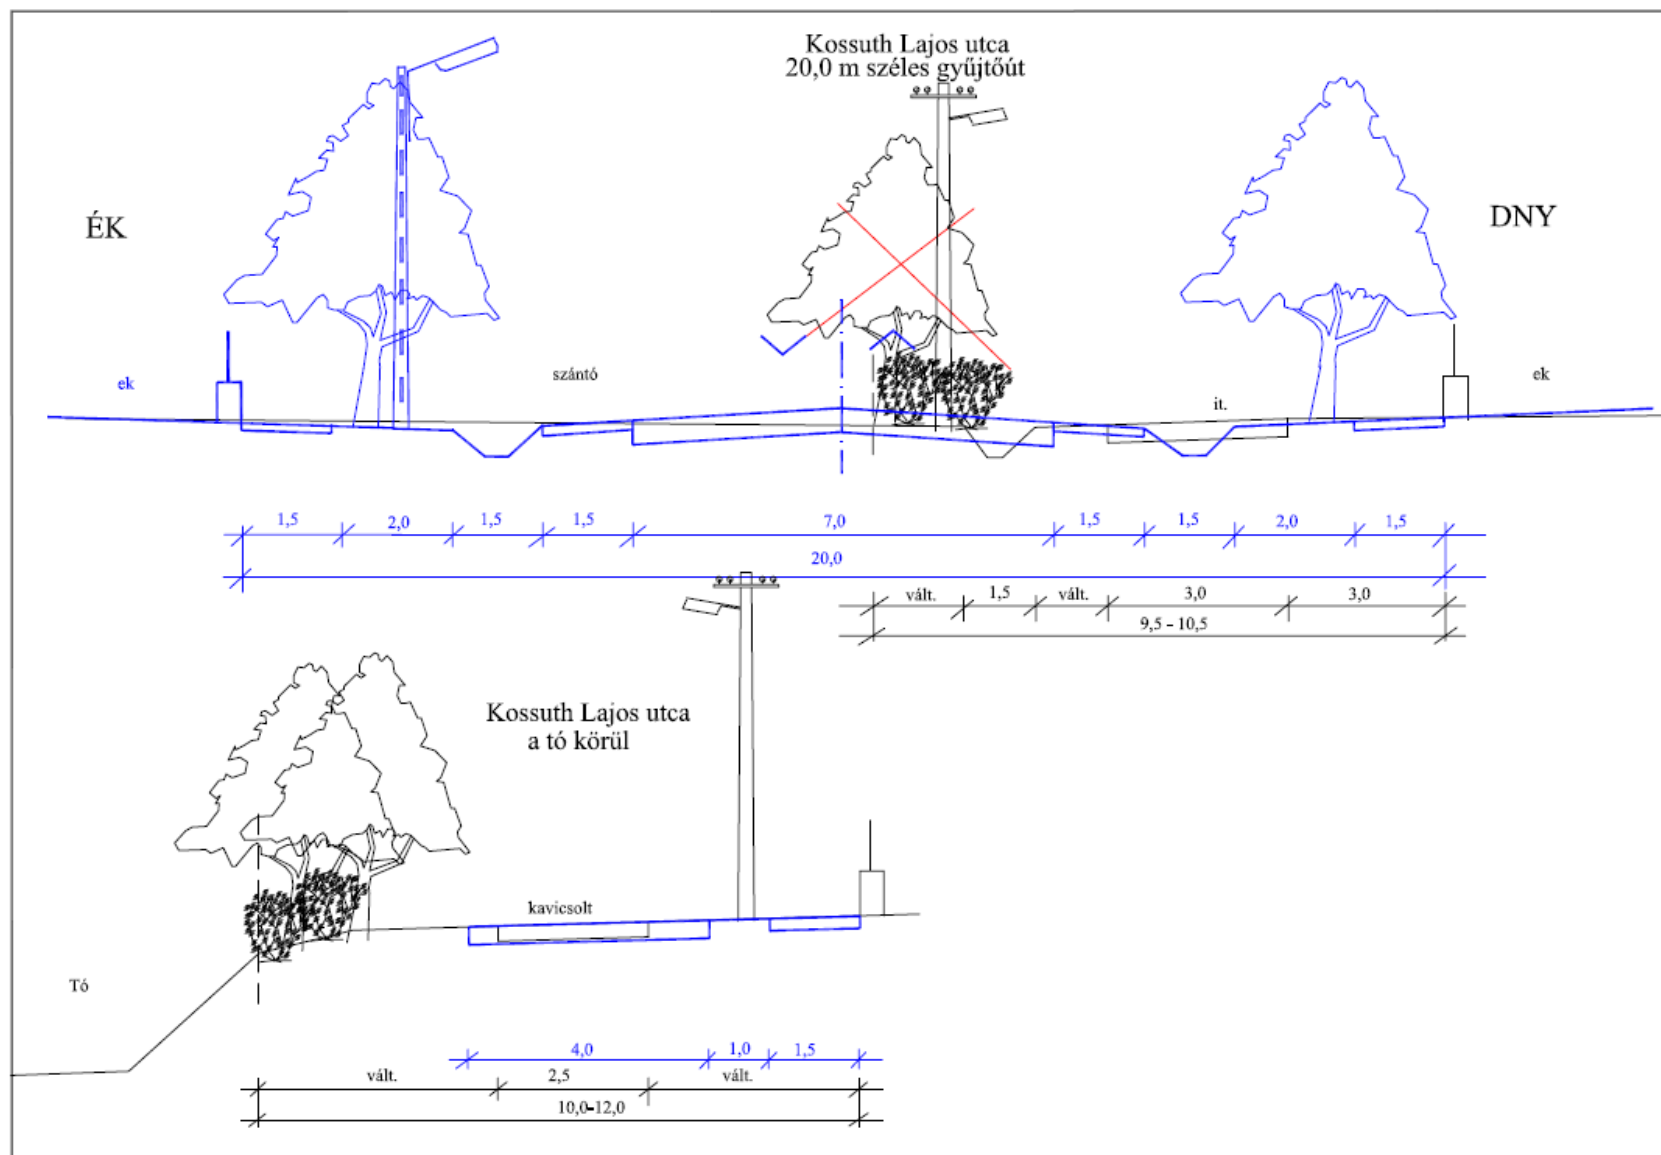 Kossuth Lajos utca
20,0 m széles gyűjtőút
ÉK
DNY
ek
szántó
it.
ek
1,5
2,0
1,5
1,5
7,0
1,5
1,5
2,0
1,5
20,0
vált.
1,5
vált.
3,0
3,0
9,5 - 10,5
Kossuth Lajos utca
a tó körül
kavicsolt
Tó
4,0
1,0
1,5
vált.
2,5
vált.
10,0-12,0